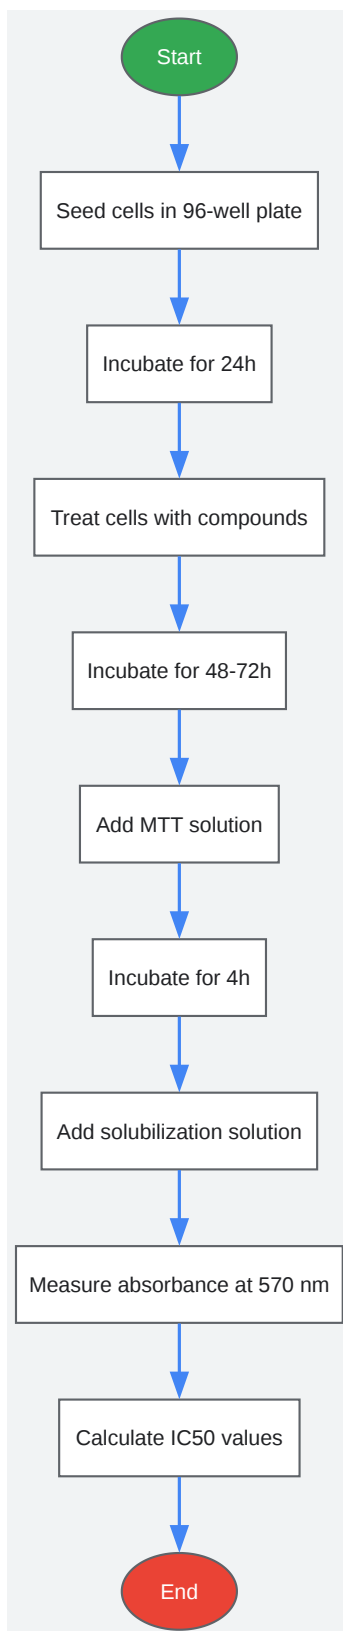 Start
Seed cells in 96-well plate
Incubate for 24h
Treat cells with compounds
Incubate for 48-72h
Add MTT solution
Incubate for 4h
Add solubilization solution
Measure absorbance at 570 nm
Calculate IC50 values
End